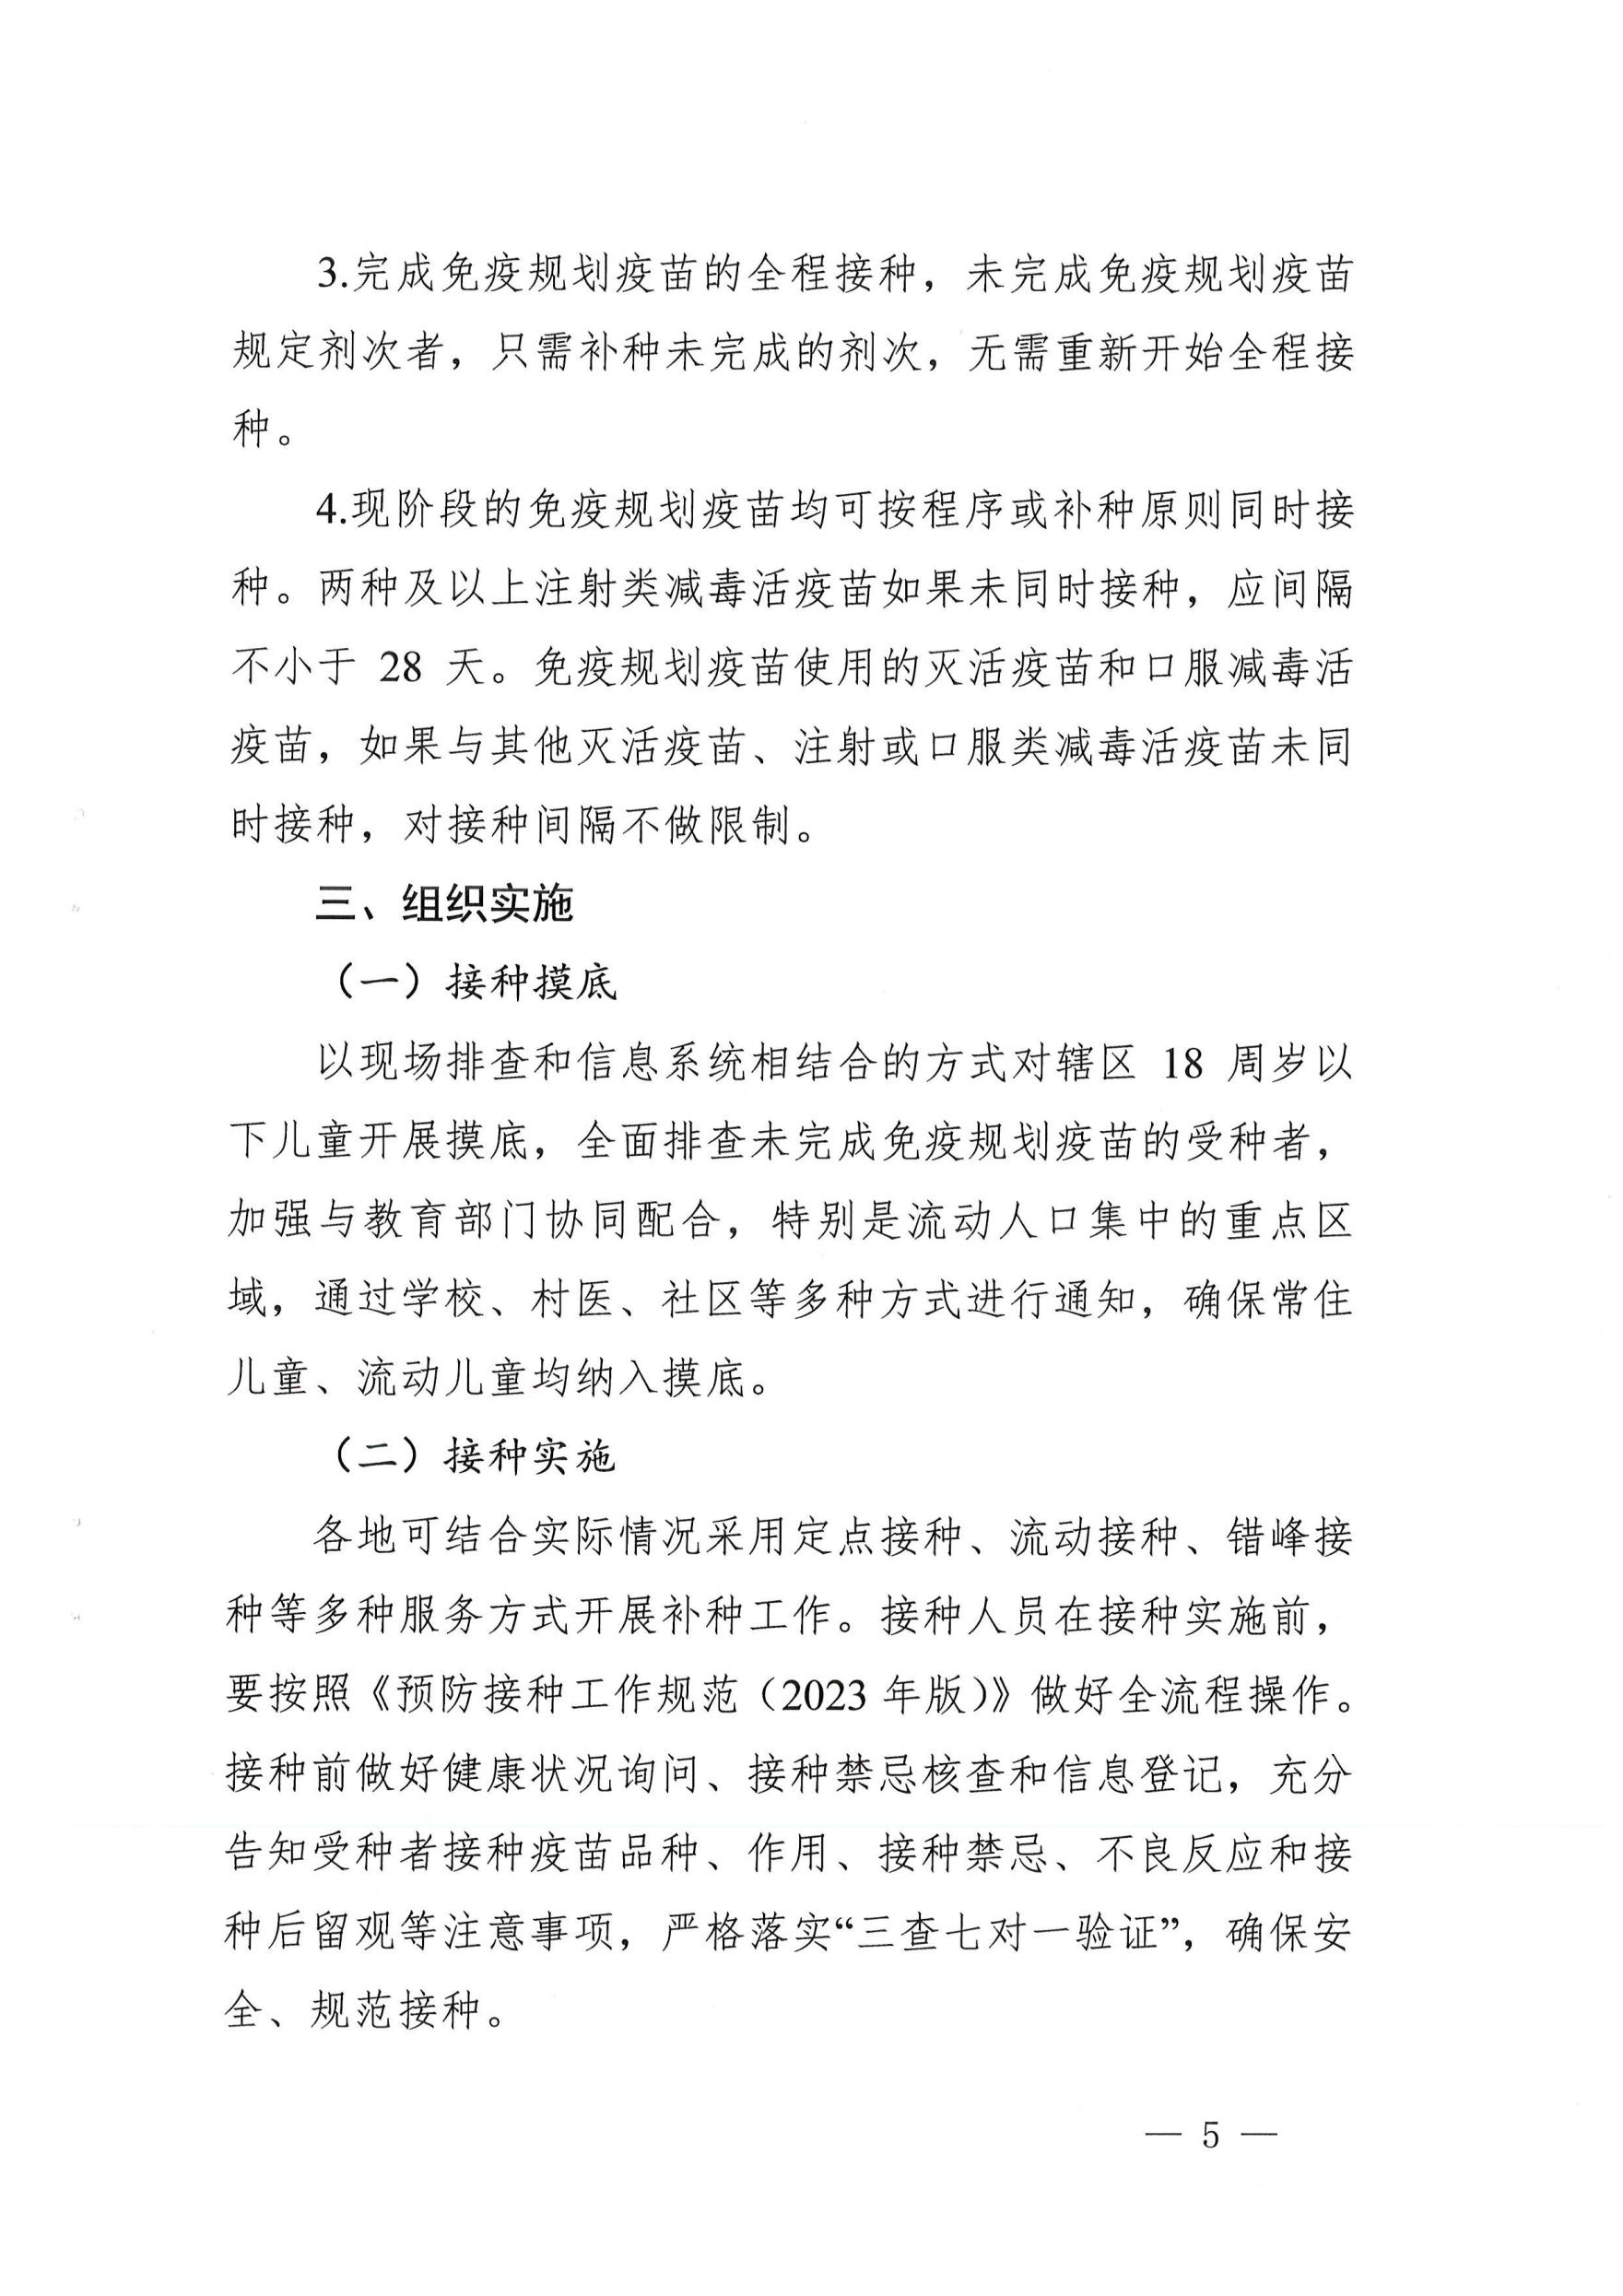 3.完成免疫规划疫苗的全程接种，未完成免疫规划疫苗
规定剂次者，只需补种未完成的剂次，无需重新开始全程接
种。
4.现阶段的免疫规划疫苗均可按程序或补种原则同时接
种。两种及以上注射类减毒活疫苗如果未同时接种，应间隔
不小于 28 天。免疫规划疫苗使用的灭活疫苗和口服减毒活
疫苗，如果与其他灭活疫苗、注射或口服类减毒活疫苗未同
时接种，对接种间隔不做限制。
三、组织实施
（一）接种摸底
以现场排查和信息系统相结合的方式对辖区 18 周岁以
下儿童开展摸底，全面排查未完成免疫规划疫苗的受种者，
加强与教育部门协同配合，特别是流动人口集中的重点区
域，通过学校、村医、社区等多种方式进行通知，确保常住
儿童、流动儿童均纳入摸底。
（二）接种实施
各地可结合实际情况采用定点接种、流动接种、错峰接
种等多种服务方式开展补种工作。接种人员在接种实施前，
要按照《预防接种工作规范（2023 年版）》做好全流程操作。
接种前做好健康状况询问、接种禁忌核查和信息登记，充分
告知受种者接种疫苗品种、作用、接种禁忌、不良反应和接
种后留观等注意事项，严格落实“三查七对一验证”，确保安
全、规范接种。
— 5 —